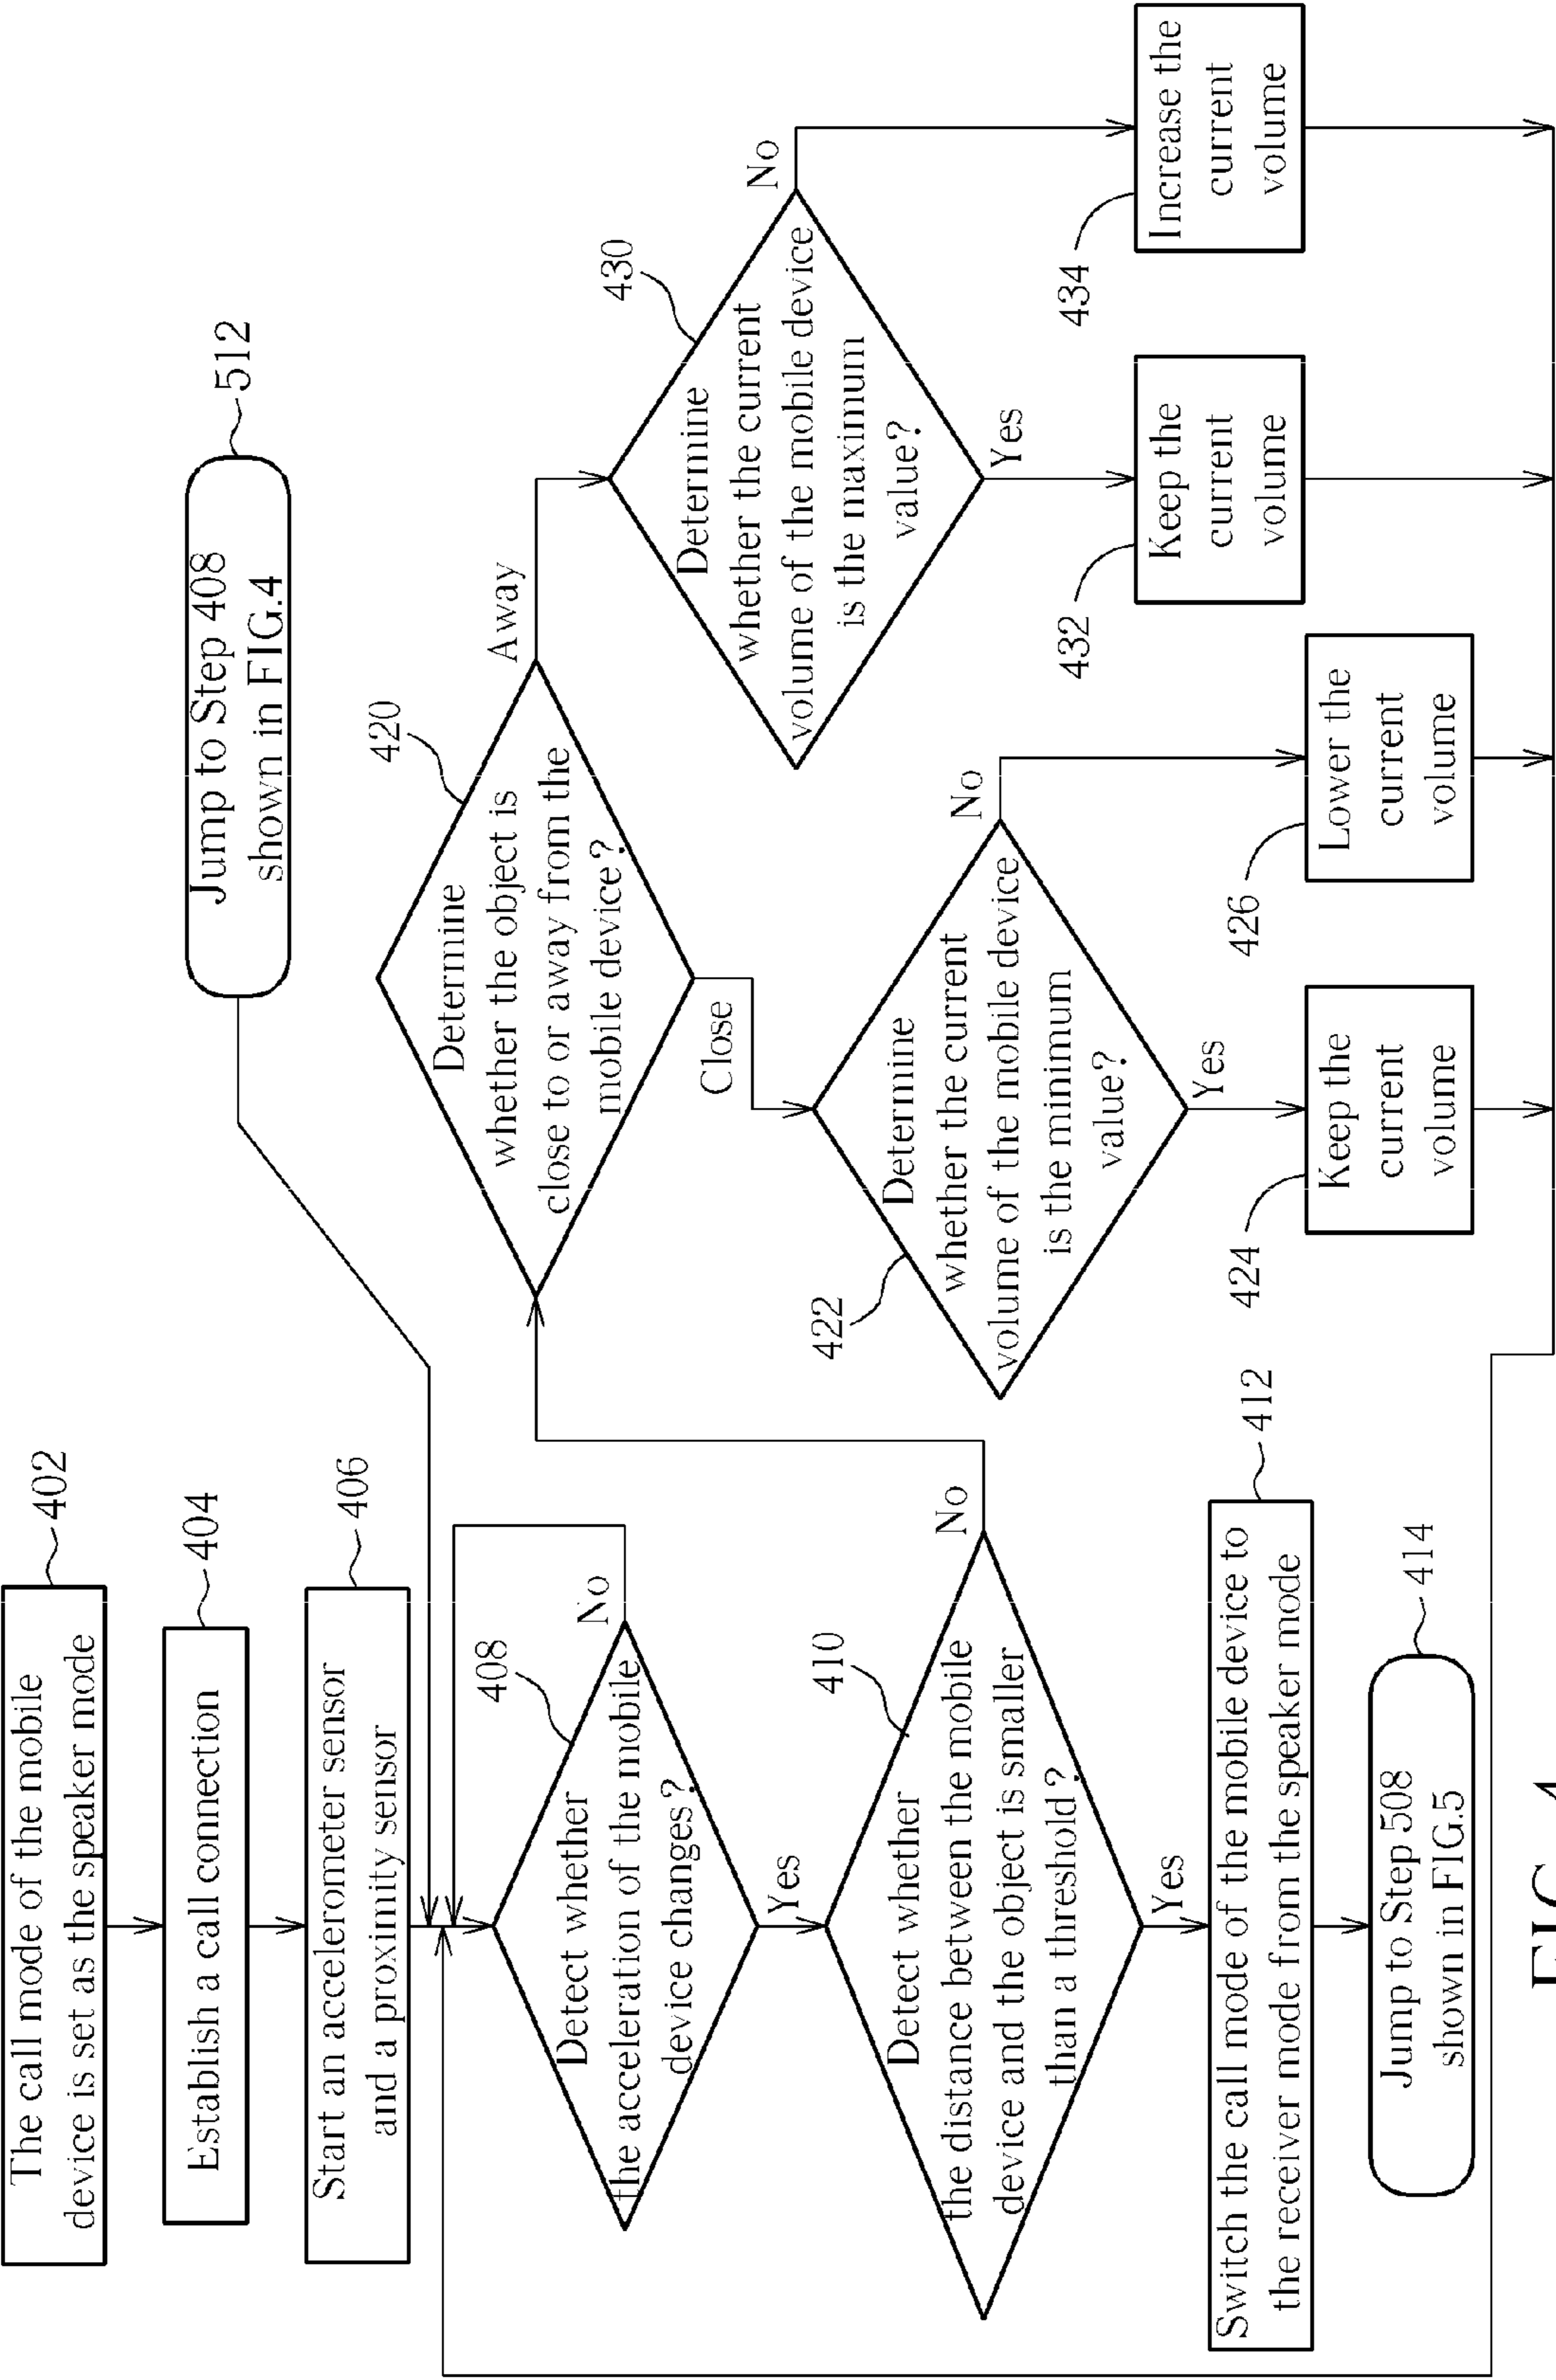 The call mode of the mobile
device is set as the speaker mode
402
Establish a call connection
404
Start an accelerometer sensor
and a proximity sensor
406
Jump to Step 408
shown in FIG.4
512
Detect whether
the acceleration of the mobile
device changes?
408
No
Yes
Detect whether
the distance between the mobile
device and the object is smaller
than a threshold?
410
No
Yes
Switch the call mode of the mobile device to
the receiver mode from the speaker mode
412
Jump to Step 508
shown in FIG.5
414
Determine
whether the object is
close to or away from the
mobile device?
420
Away
Close
Determine
whether the current
volume of the mobile device
is the minimum
value?
422
No
Yes
Keep the
current
volume
424
Lower the
current
volume
426
Determine
whether the current
volume of the mobile device
is the maximum
value?
430
No
Yes
Keep the
current
volume
432
Increase the
current
volume
434